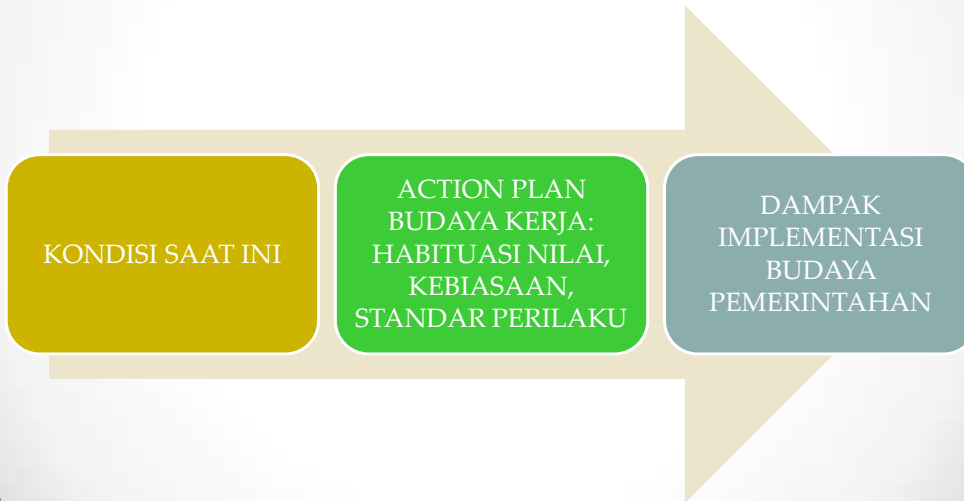 KONDISI SAAT INI
ACTION PLAN
BUDAYA KERJA:
HABITUASI NILAI,
KEBIASAAN,
STANDAR PERILAKU
DAMPAK
IMPLEMENTASI
BUDAYA
PEMERINTAHAN